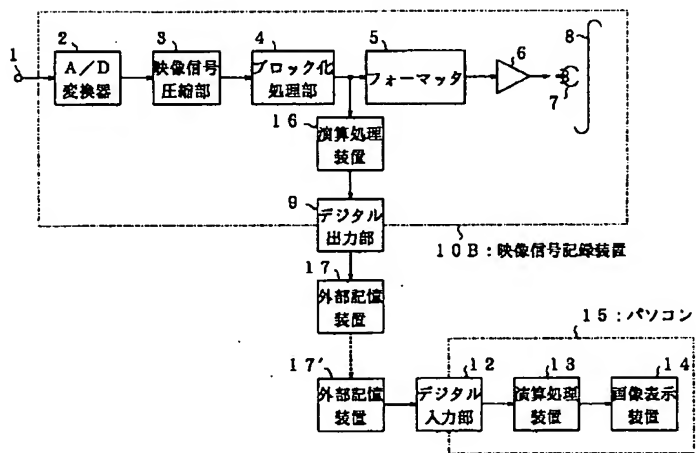 1
2
A/D
変換器
3
映像信号
圧縮部
4
ブロック化
処理部
5
フォーマッタ
6
7
8
16
演算処理
装置
9
デジタル
出力部
10B:映像信号記録装置
17
外部記憶
装置
15:パソコン
17'
外部記憶
装置
12
デジタル
入力部
13
演算処理
装置
14
画像表示
装置